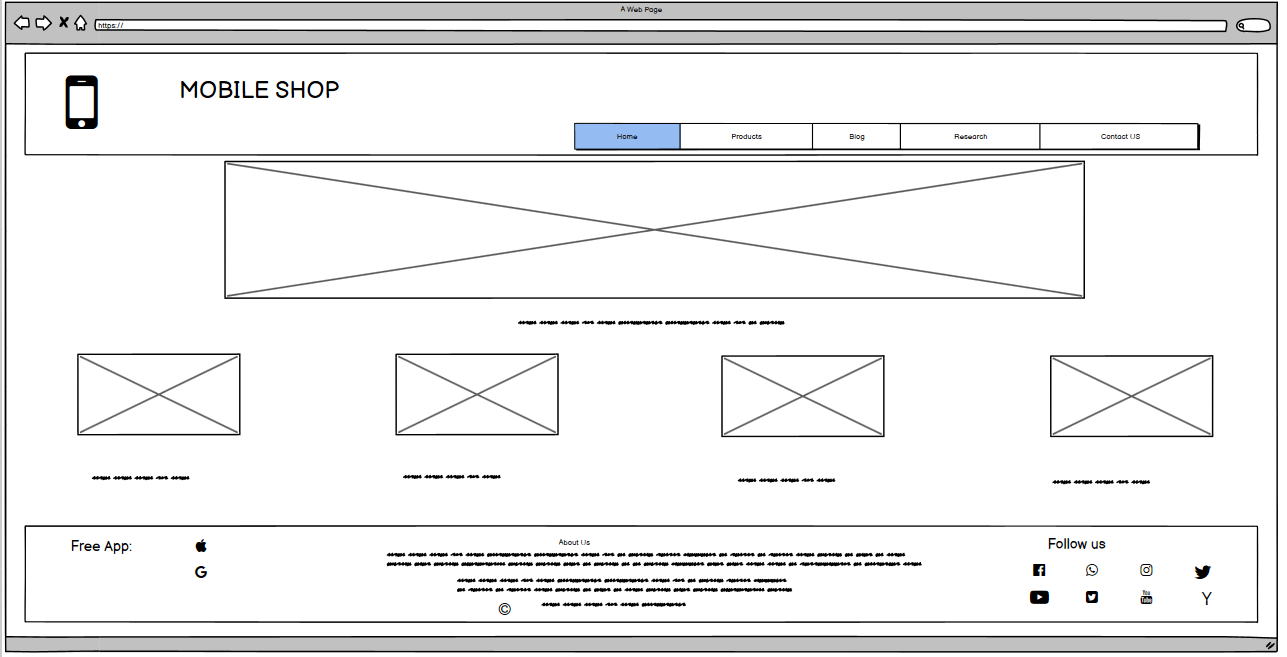 A Web Page
https://
MOBILE SHOP
Home Products Blog Research Contact US
Free App:
G
About Us
©
Follow us
You Tube
Y